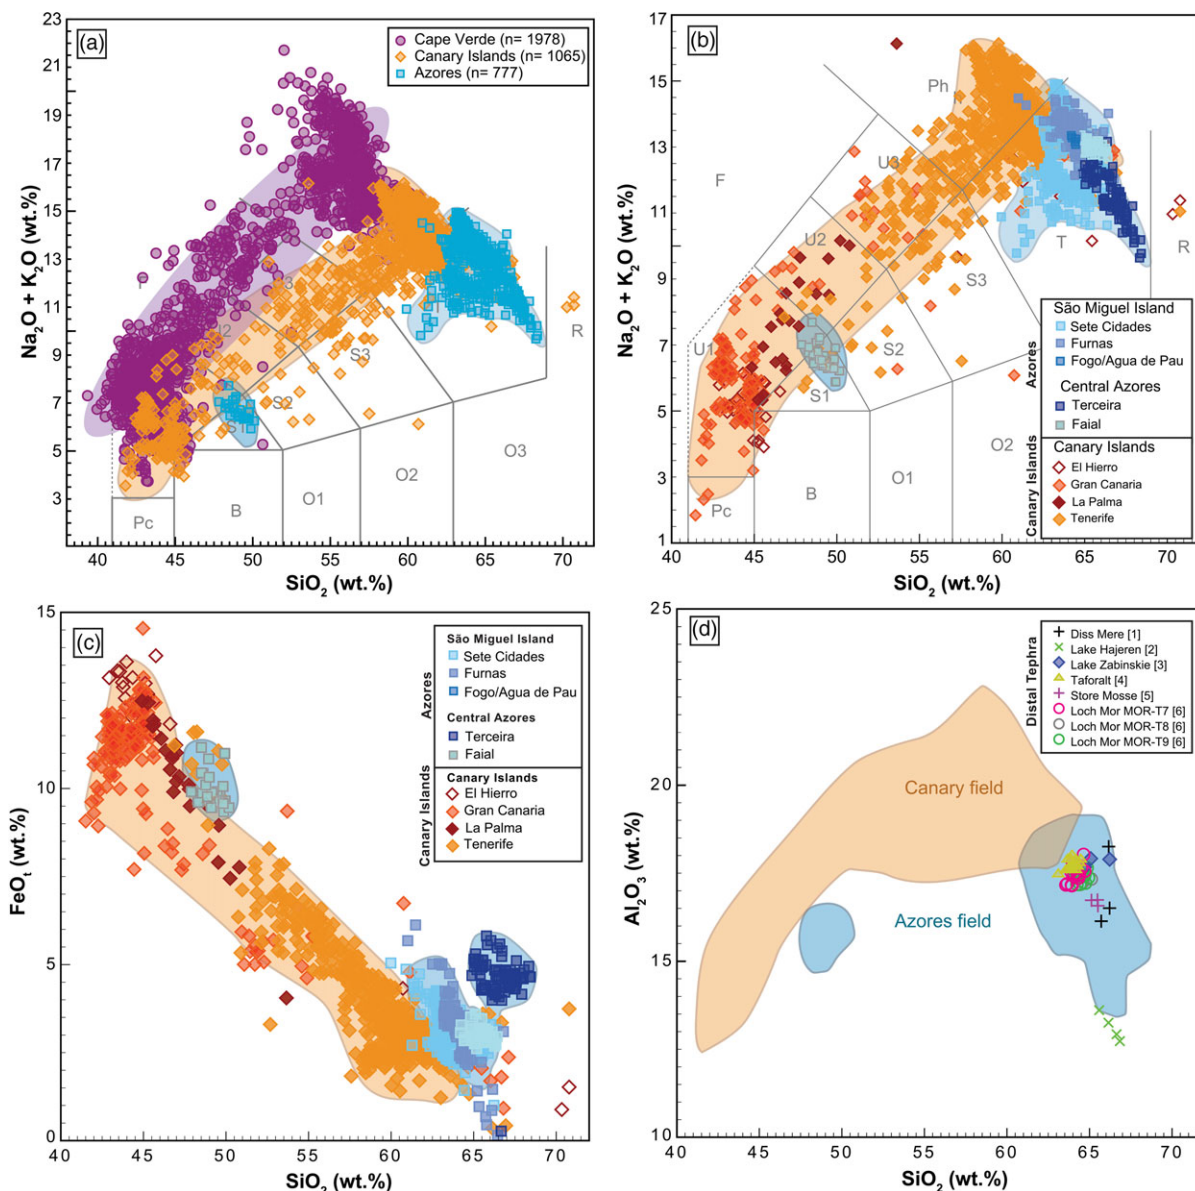 (a)
Cape Verde (n= 1978)
Canary Islands (n= 1065)
Azores (n= 777)
23
21
19
17
15
13
11
9
7
5
3
Na₂O + K₂O (wt.%)
S3
S2
S1
R
O3
O2
O1
B
Pc
40 45 50 55 60 65 70
SiO₂ (wt.%)
(b)
17
15
13
11
9
7
5
3
1
Na₂O + K₂O (wt.%)
Ph
F
U3
U2
U1
T
R
S3
S2
S1
O2
O1
B
Pc
São Miguel Island
Sete Cidades
Furnas
Fogo/Agua de Pau
Central Azores
Terceira
Faial
Azores
El Hierro
Gran Canaria
La Palma
Tenerife
Canary Islands
40 45 50 55 60 65 70
SiO₂ (wt.%)
(c)
15
10
5
0
FeOₜ (wt.%)
São Miguel Island
Sete Cidades
Furnas
Fogo/Agua de Pau
Central Azores
Terceira
Faial
Azores
Canary Islands
El Hierro
Gran Canaria
La Palma
Tenerife
Canary Islands
40 45 50 55 60 65 70
SiO₂ (wt.%)
(d)
25
20
15
10
Al₂O₃ (wt.%)
Diss Mere [1]
Lake Hajeren [2]
Lake Zabinskie [3]
Taforalt [4]
Store Mosse [5]
Loch Mor MOR-T7 [6]
Loch Mor MOR-T8 [6]
Loch Mor MOR-T9 [6]
Distal Tephra
Canary field
Azores field
40 45 50 55 60 65 70
SiO₂ (wt.%)